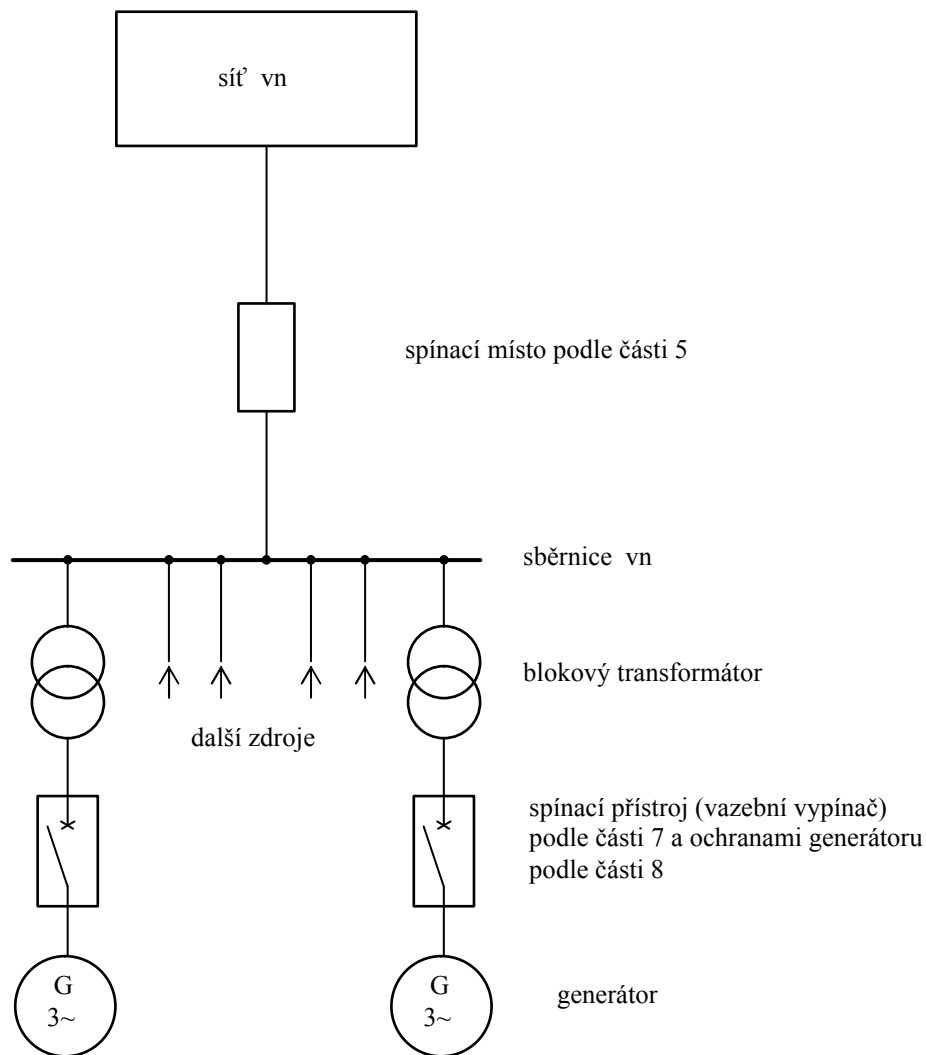 síť vn
spínací místo podle části 5
sběrnice vn
blokový transformátor
další zdroje
spínací přístroj (vazební vypínač)
podle části 7 a ochranami generátoru
podle části 8
G
3~
G
3~
generátor